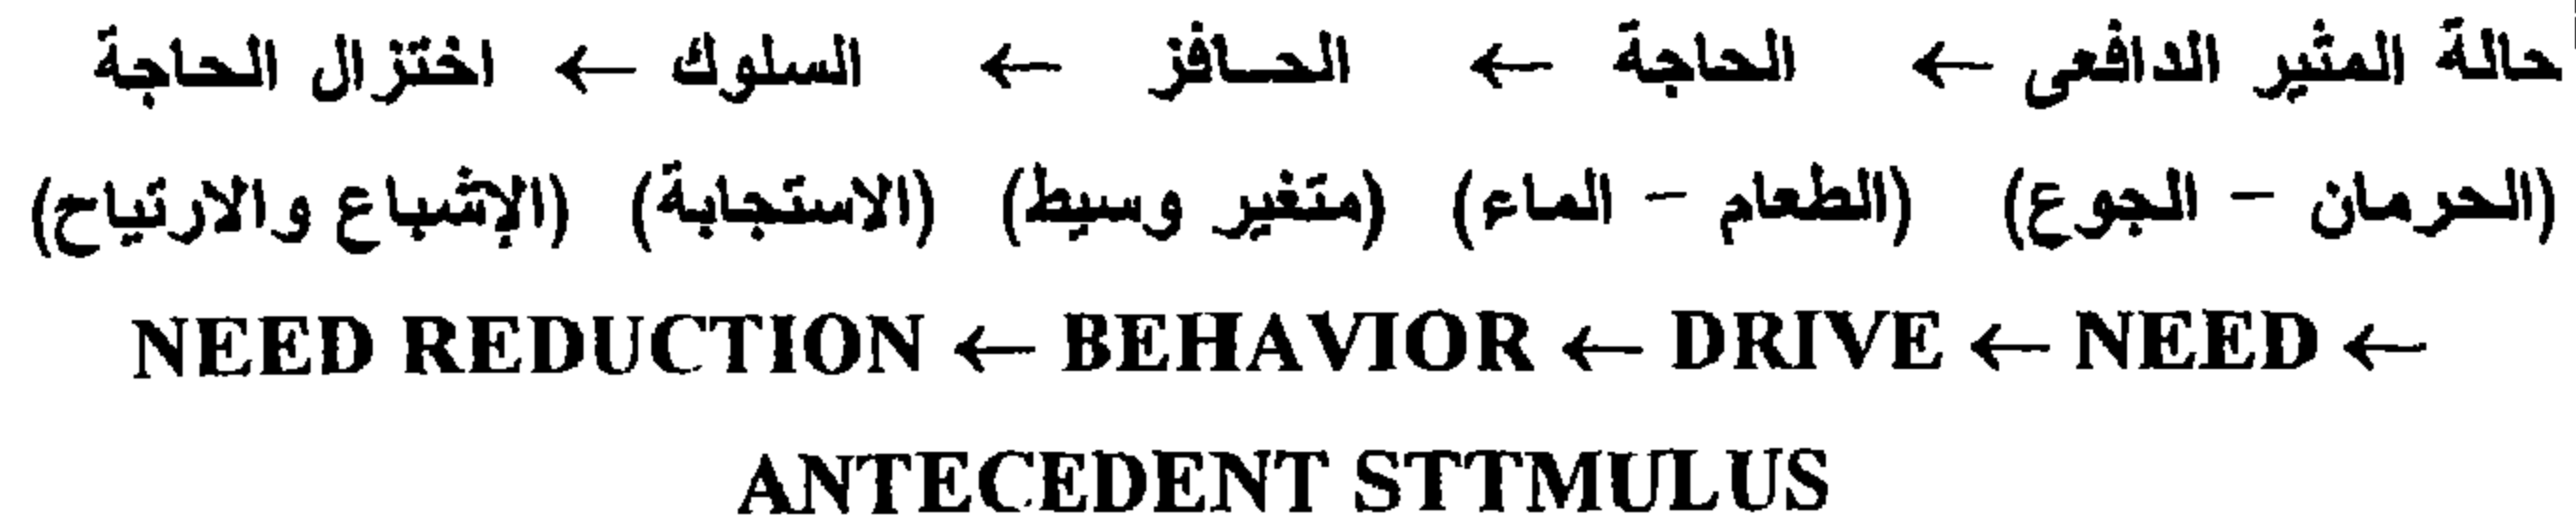 حالة المثير الدافعى ← الحاجة ← الحافز ← السلوك ← اختزال الحاجة
(الحرمان – الجوع) (الطعام – الماء) (متغير وسيط) (الاستجابة) (الإشباع والارتياح)
NEED REDUCTION ← BEHAVIOR ← DRIVE ← NEED ←
ANTECEDENT STTMULUS